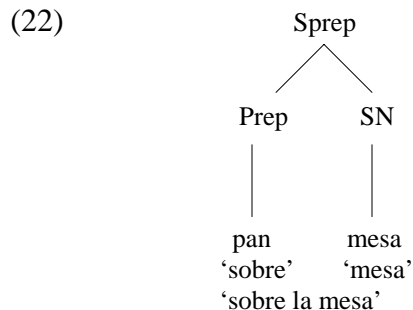 (22) Sprep
Prep SN
pan mesa
‘sobre’ ‘mesa’
‘sobre la mesa’